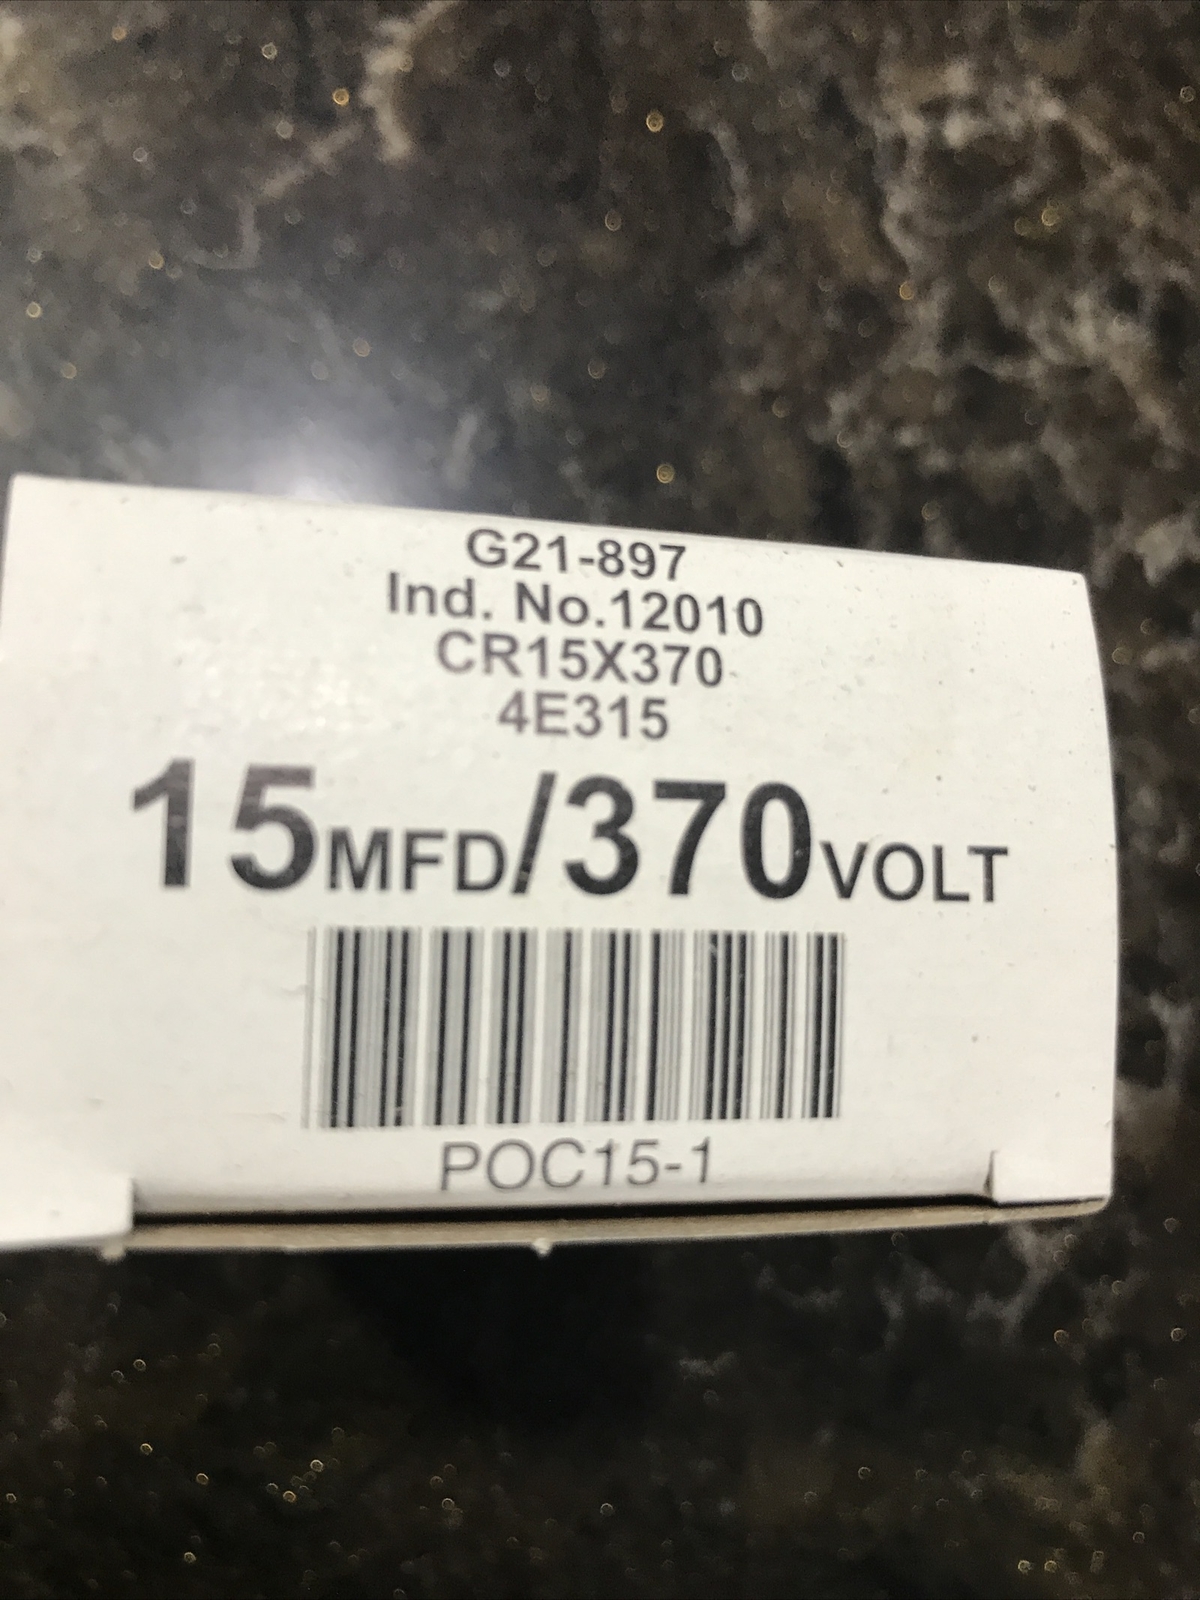 G21-897
Ind. No.12010
CR15X370
4E315
15MFD/370VOLT
POC15-1